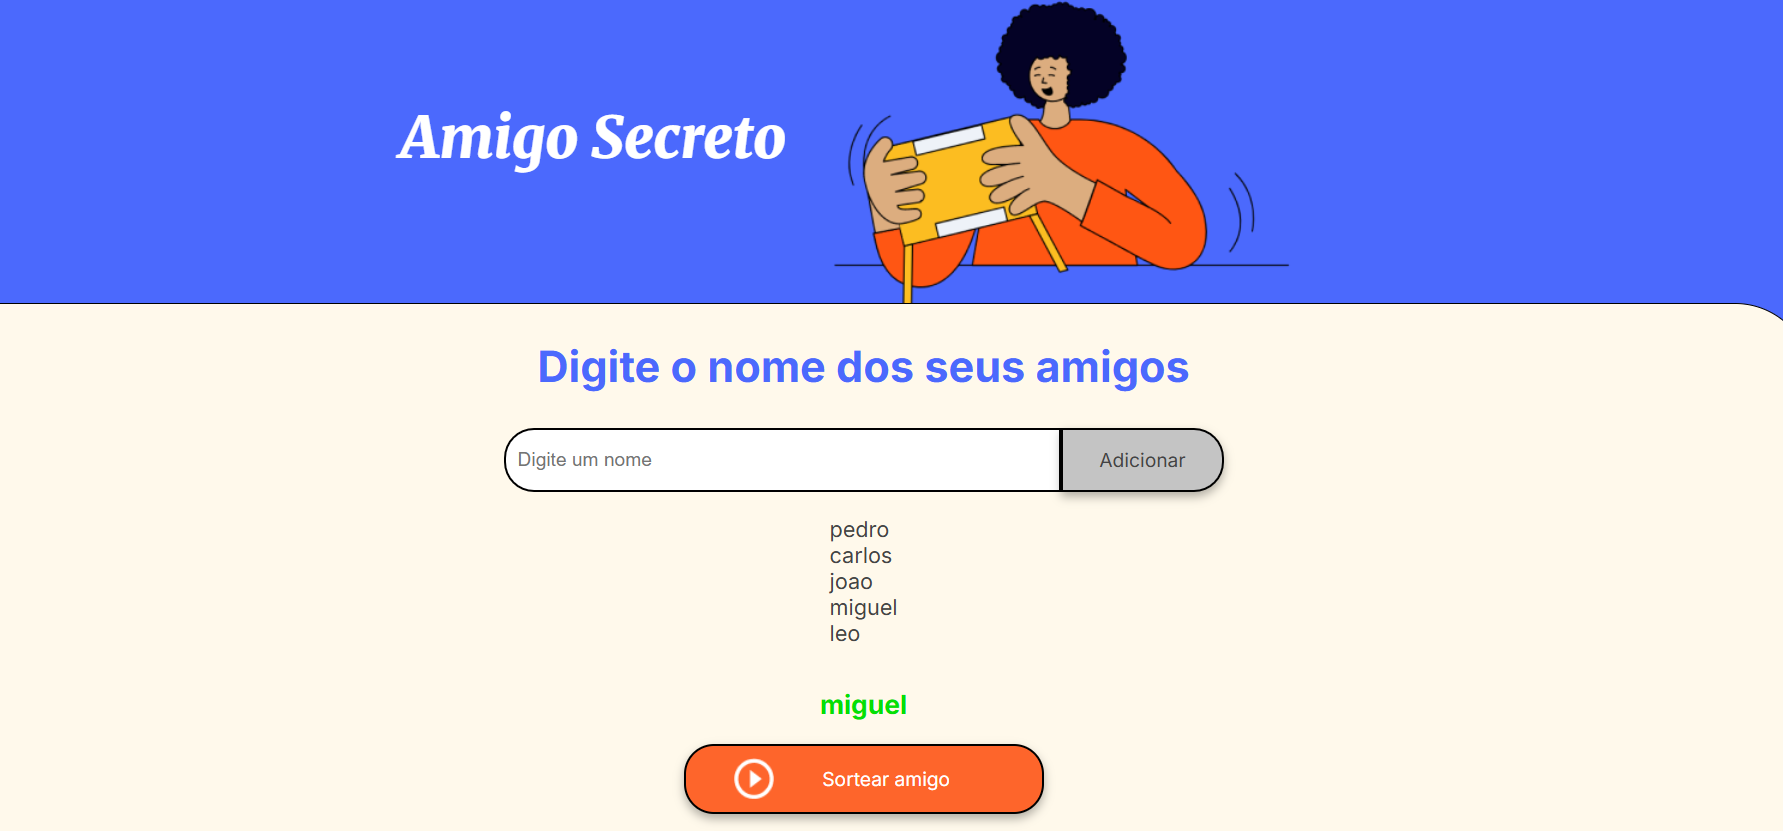 Amigo Secreto
Digite o nome dos seus amigos
Digite um nome
Adicionar
pedro
carlos
joao
miguel
leo
miguel
Sortear amigo